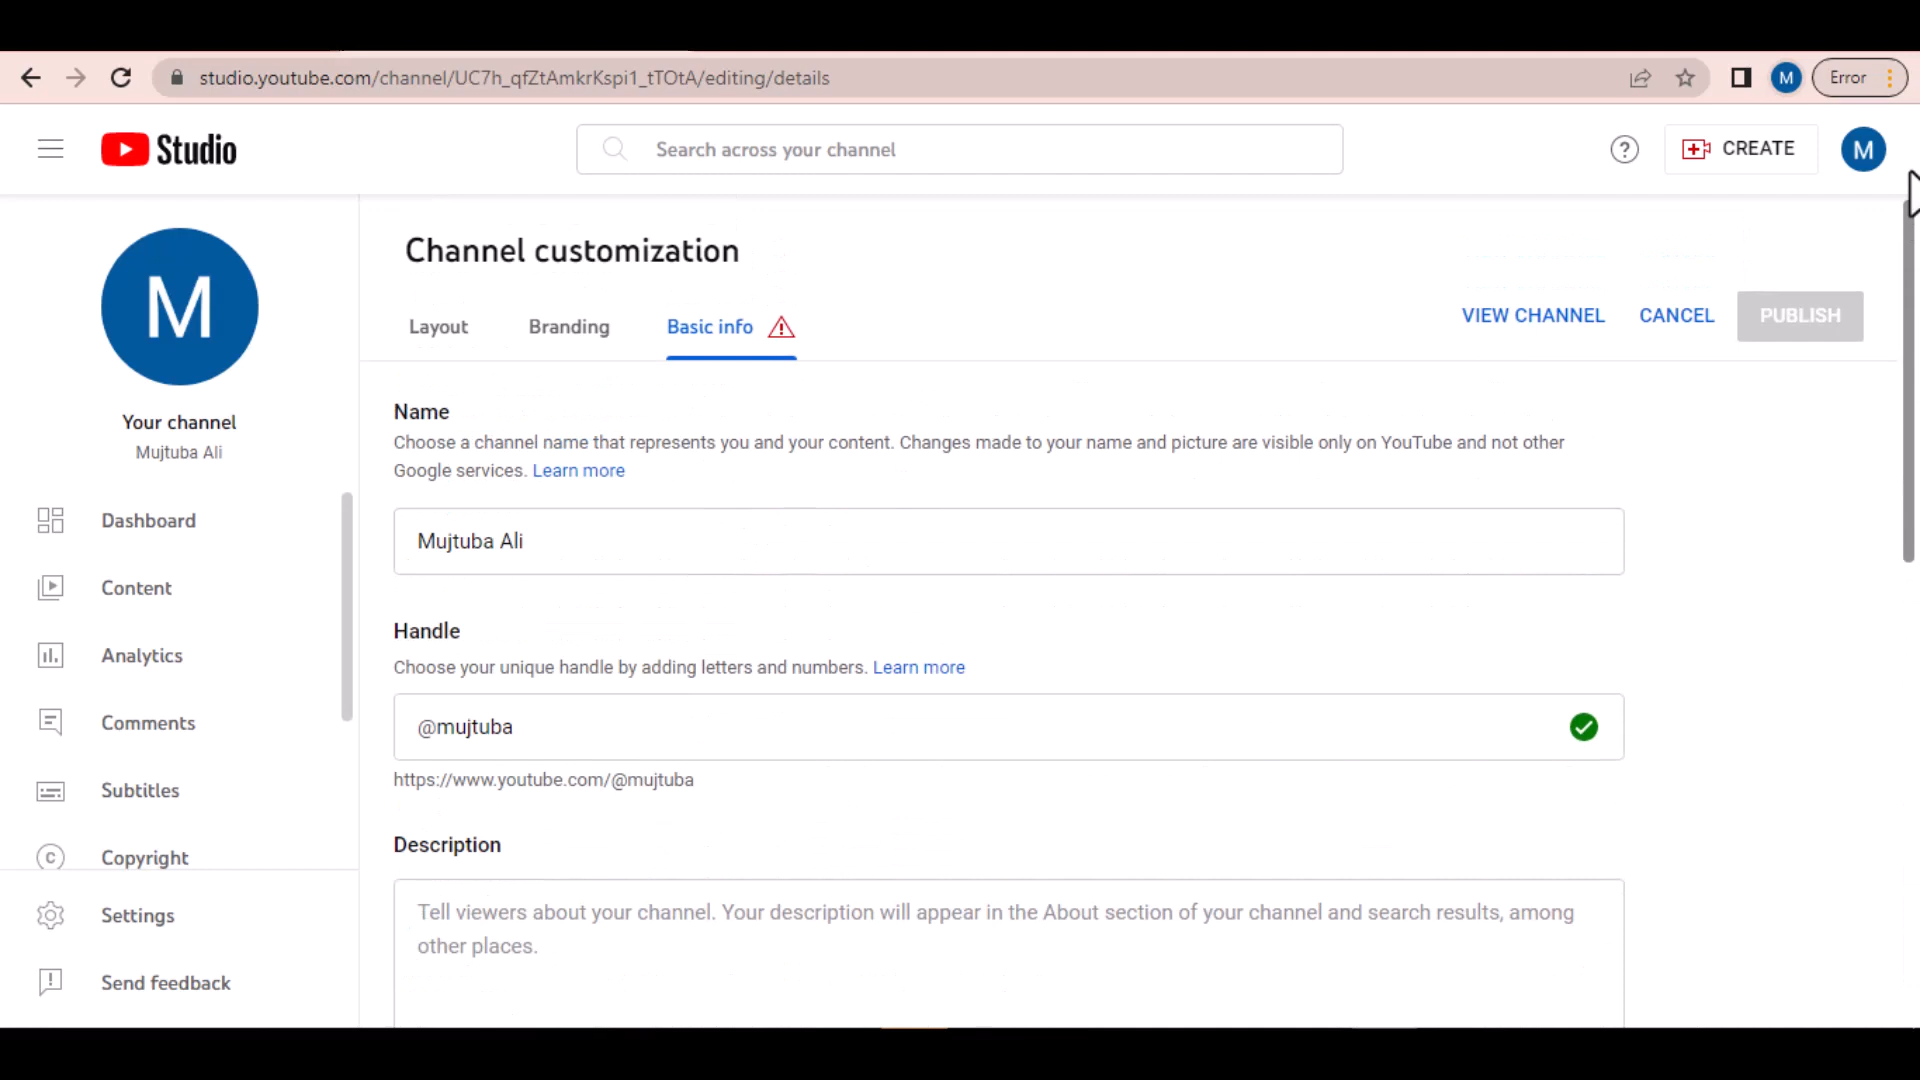 studio.youtube.com/channel/UC7h_qfZtAmkrKspi1_tTOtA/editing/details
M
Error
Studio
Search across your channel
?
CREATE
M
M
Your channel
Mujtuba Ali
Dashboard
Content
Analytics
Comments
Subtitles
Copyright
Settings
Send feedback
Channel customization
Layout
Branding
Basic info
VIEW CHANNEL
CANCEL
PUBLISH
Name
Choose a channel name that represents you and your content. Changes made to your name and picture are visible only on YouTube and not other
Google services. Learn more
Mujtuba Ali
Handle
Choose your unique handle by adding letters and numbers. Learn more
@mujtuba
https://www.youtube.com/@mujtuba
Description
Tell viewers about your channel. Your description will appear in the About section of your channel and search results, among
other places.